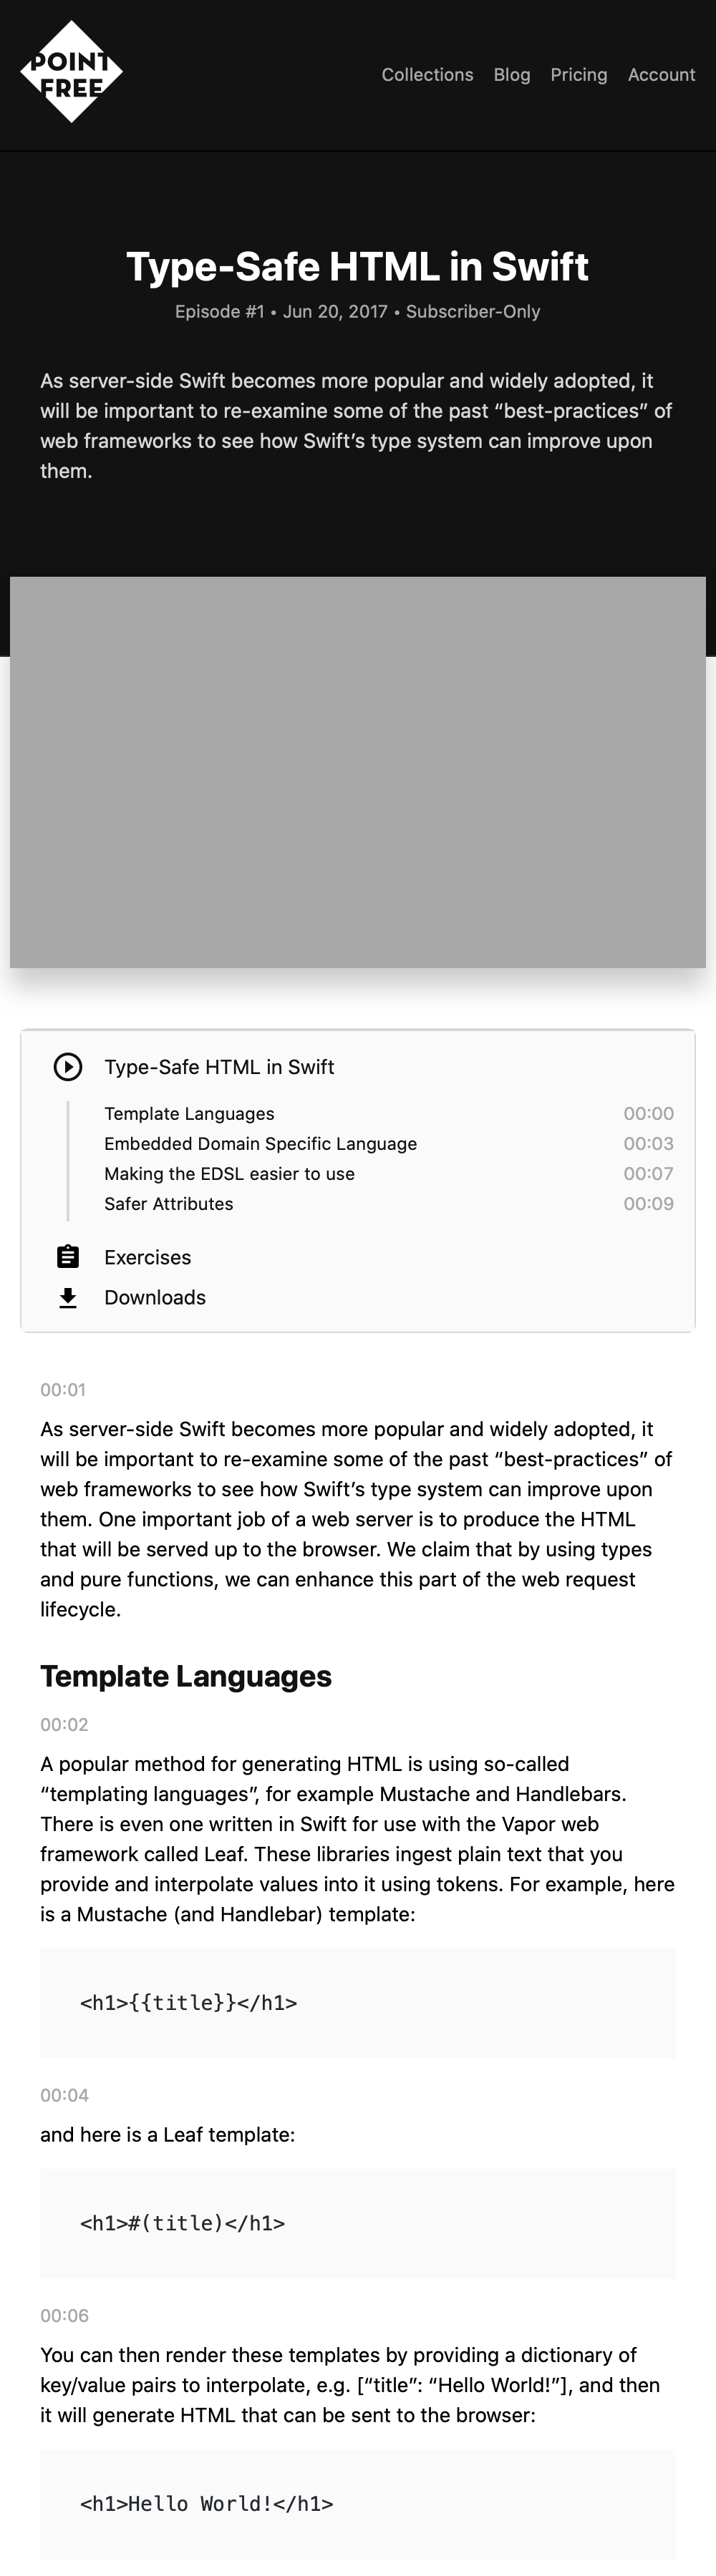 POINT
FREE
Collections Blog Pricing Account
Type-Safe HTML in Swift
Episode #1 • Jun 20, 2017 • Subscriber-Only
As server-side Swift becomes more popular and widely adopted, it
will be important to re-examine some of the past “best-practices” of
web frameworks to see how Swift’s type system can improve upon
them.
Type-Safe HTML in Swift
Template Languages 00:00
Embedded Domain Specific Language 00:03
Making the EDSL easier to use 00:07
Safer Attributes 00:09
Exercises
Downloads
00:01
As server-side Swift becomes more popular and widely adopted, it
will be important to re-examine some of the past “best-practices” of
web frameworks to see how Swift’s type system can improve upon
them. One important job of a web server is to produce the HTML
that will be served up to the browser. We claim that by using types
and pure functions, we can enhance this part of the web request
lifecycle.
Template Languages
00:02
A popular method for generating HTML is using so-called
“templating languages”, for example Mustache and Handlebars.
There is even one written in Swift for use with the Vapor web
framework called Leaf. These libraries ingest plain text that you
provide and interpolate values into it using tokens. For example, here
is a Mustache (and Handlebar) template:
<h1>{{title}}</h1>
00:04
and here is a Leaf template:
<h1>#(title)</h1>
00:06
You can then render these templates by providing a dictionary of
key/value pairs to interpolate, e.g. [“title”: “Hello World!”], and then
it will generate HTML that can be sent to the browser:
<h1>Hello World!</h1>